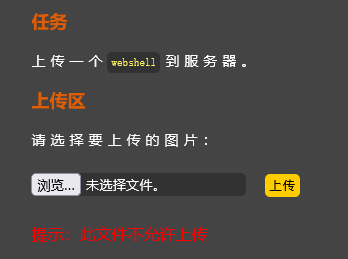 任务
上传一个 webshell 到服务器。
上传区
请选择要上传的图片：
浏览... 未选择文件。 上传
提示：此文件不允许上传